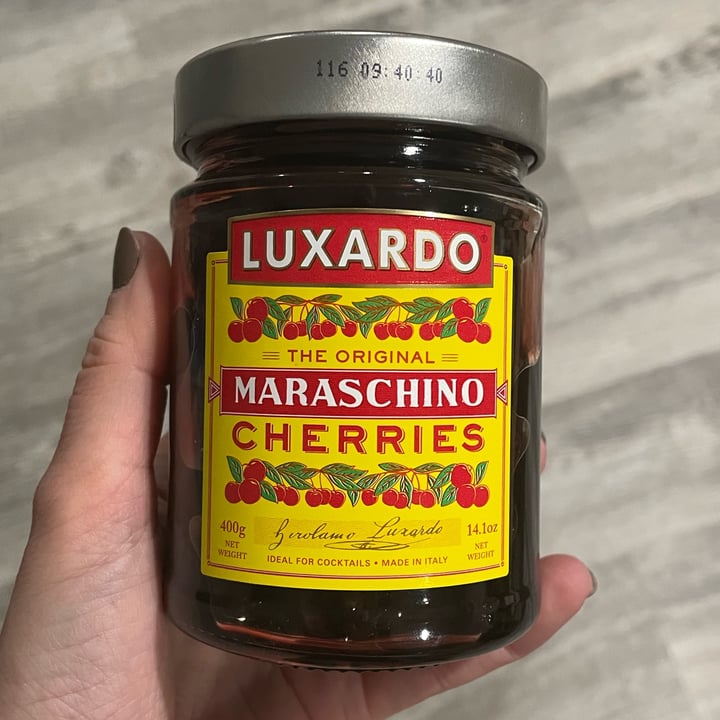 116 09:40:40
LUXARDO®
THE ORIGINAL
MARASCHINO
CHERRIES
400g
NET
WEIGHT
Girolamo Luxardo
14.1oz
NET
WEIGHT
IDEAL FOR COCKTAILS • MADE IN ITALY